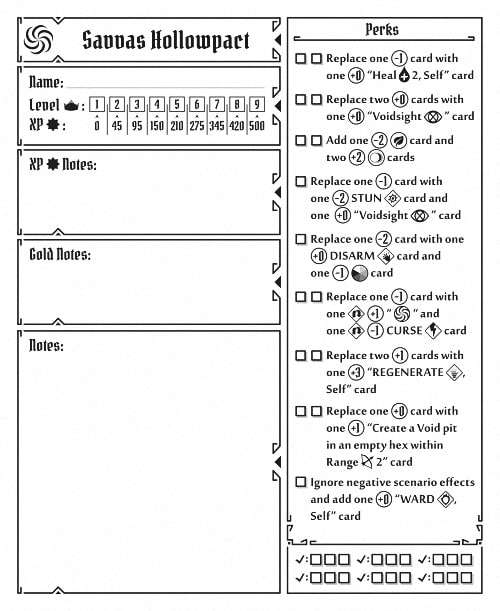 Savvas Hollowpact
Name:
Level :
1 2 3 4 5 6 7 8 9
XP :
0 45 95 150 210 275 345 420 500
XP Notes:
Gold Notes:
Notes:
Perks
Replace one -1 card with
one +0 “Heal 2, Self” card
Replace two +0 cards with
one +0 “Voidsight ” card
Add one -2 card and
two +2 cards
Replace one -1 card with
one -2 STUN card and
one +0 “Voidsight ” card
Replace one -2 card with one
+0 DISARM card and
one -1 card
Replace one -1 card with
one +1 “ ” and
one -1 CURSE card
Replace two +1 cards with
one +3 “REGENERATE ,
Self” card
Replace one +0 card with
one +1 “Create a Void pit
in an empty hex within
Range 2” card
Ignore negative scenario effects
and add one +0 “WARD ,
Self” card
✓: ✓: ✓:
✓: ✓: ✓: